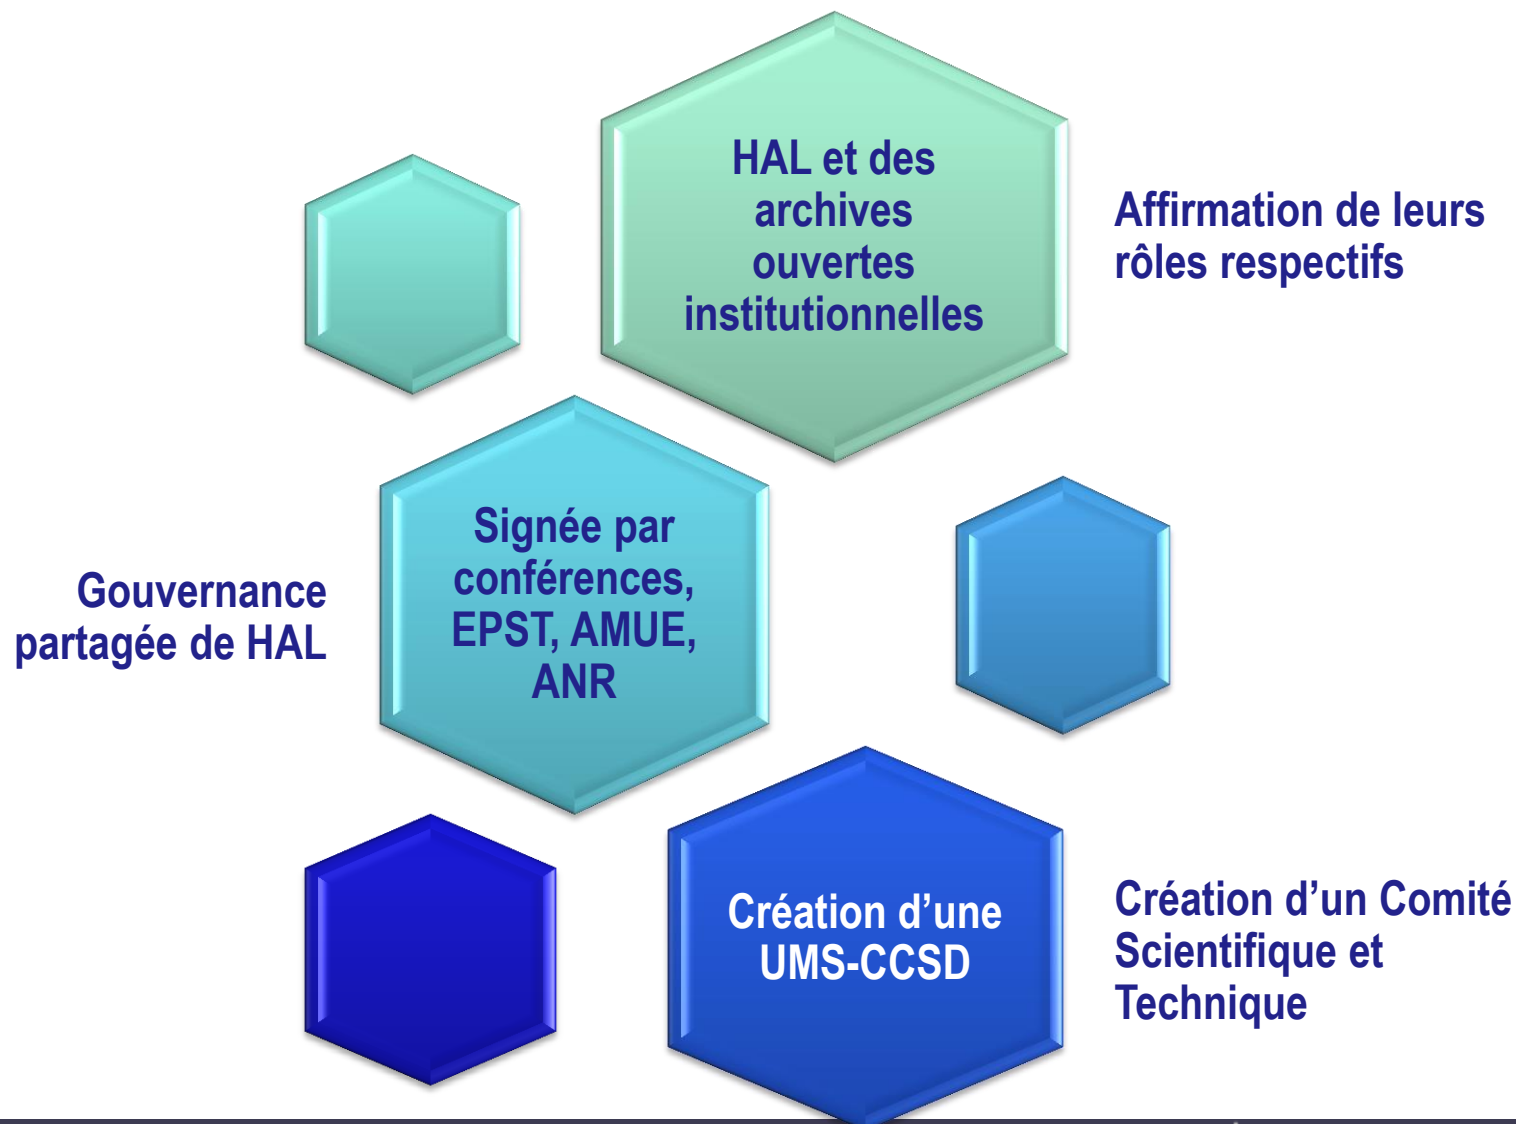 HAL et des
archives
ouvertes
institutionnelles
Affirmation de leurs
rôles respectifs
Signée par
conférences,
EPST, AMUE,
ANR
Gouvernance
partagée de HAL
Création d’une
UMS-CCSD
Création d’un Comité
Scientifique et
Technique